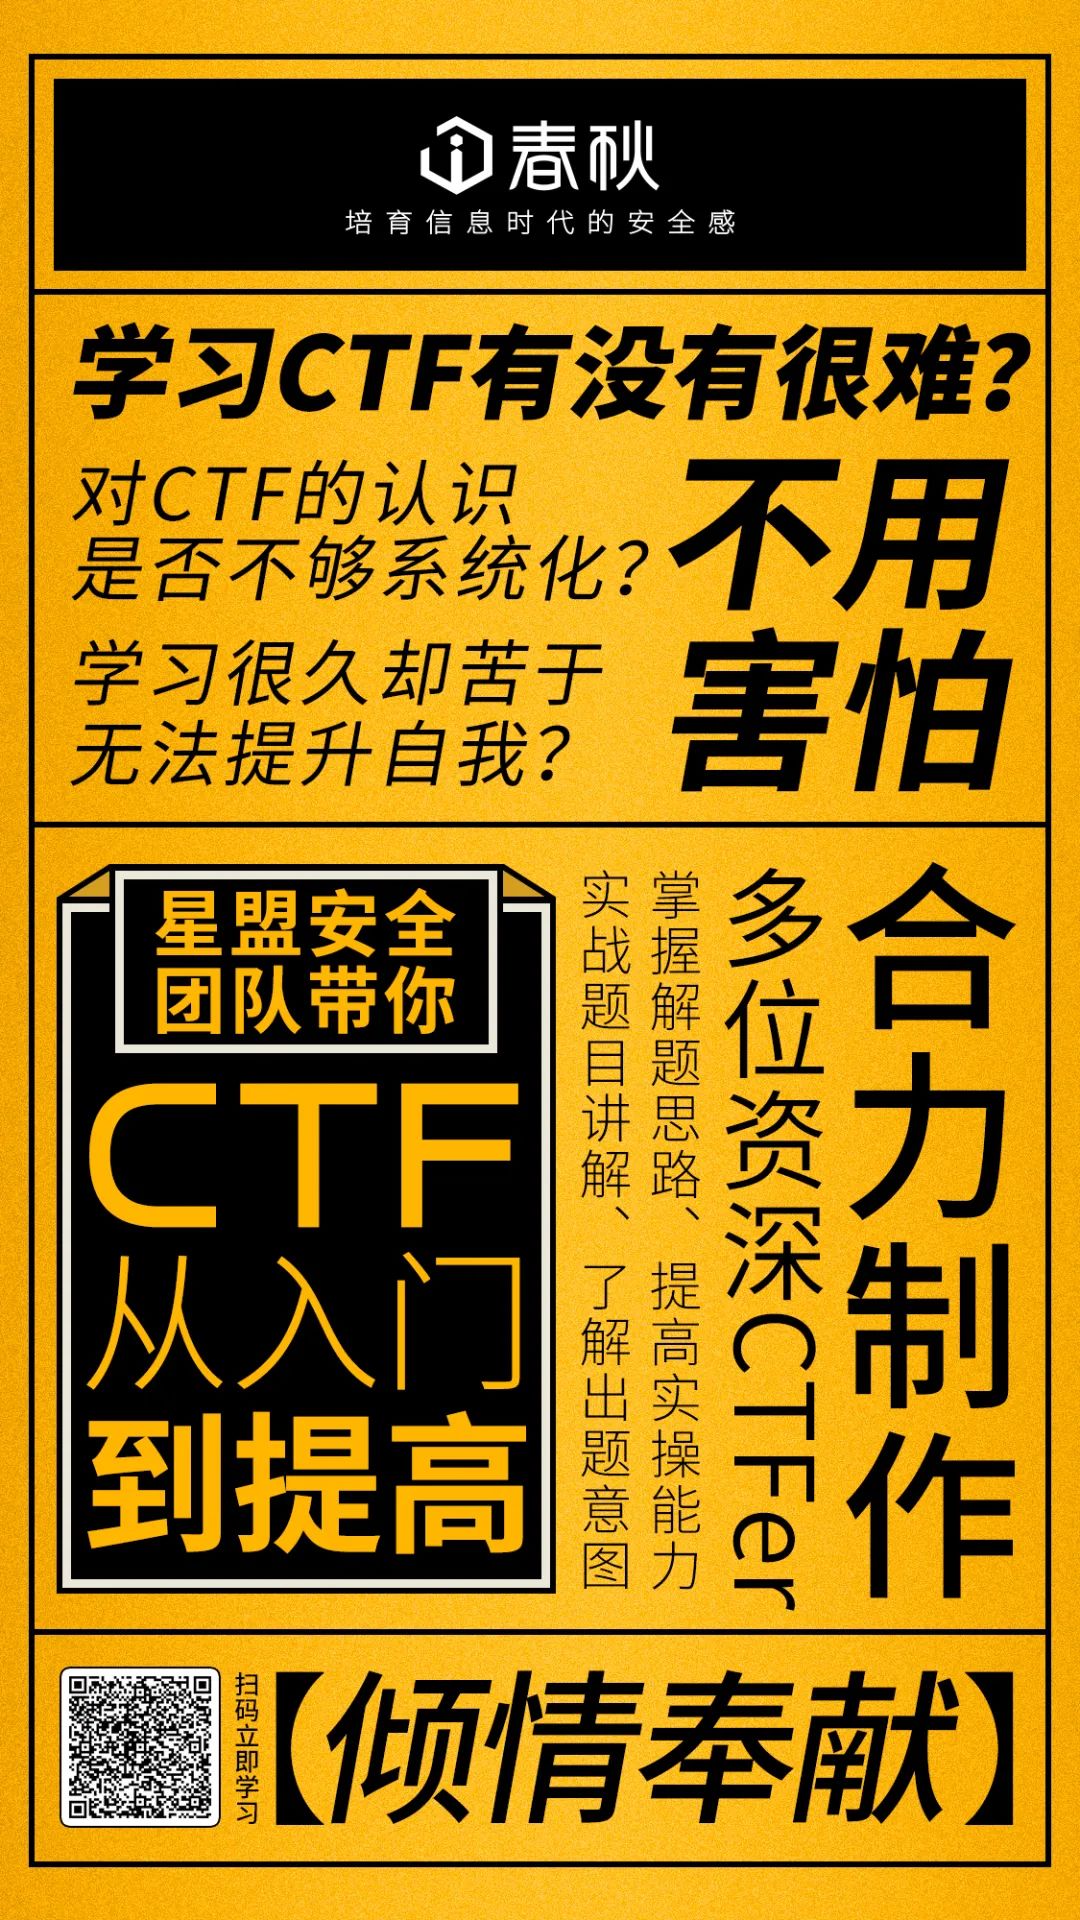 i春秋
培育信息时代的安全感
学习CTF有没有很难？
对CTF的认识
是否不够系统化？
学习很久却苦于
无法提升自我？
不用
害怕
星盟安全
团队带你
CTF
从入门
到提高
合力制作
多位资深CTFer
掌握解题思路、提高实操能力
实战题目讲解、了解出题意图
扫码立即学习
【倾情奉献】